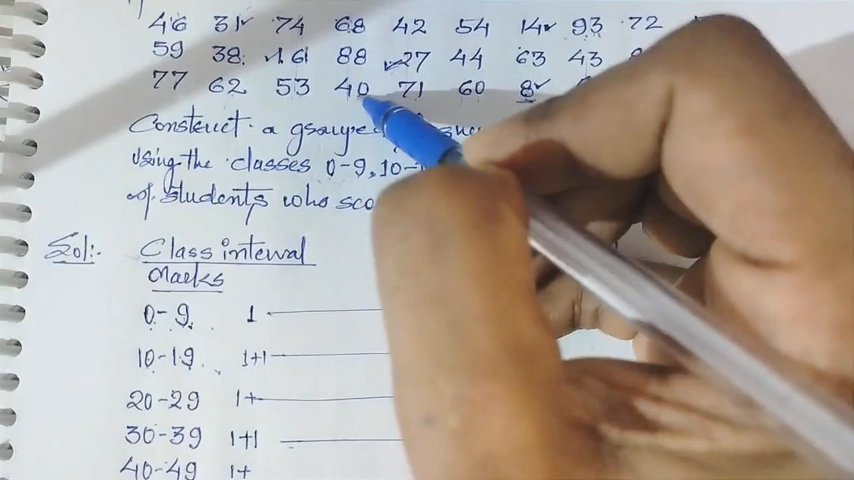 46 31✓ 74 68 42 54 14✓ 93 72
59 38 ✓16 88 ✓27 44 63 43
77 62 53 40 71 60 8✓
Construct a
using the classes 0-9, 10-
of students who
Sol:- Class interval
Marks
0-9 1
10-19 1+1
20-29 1+
30-39 1+1
40-49 1+